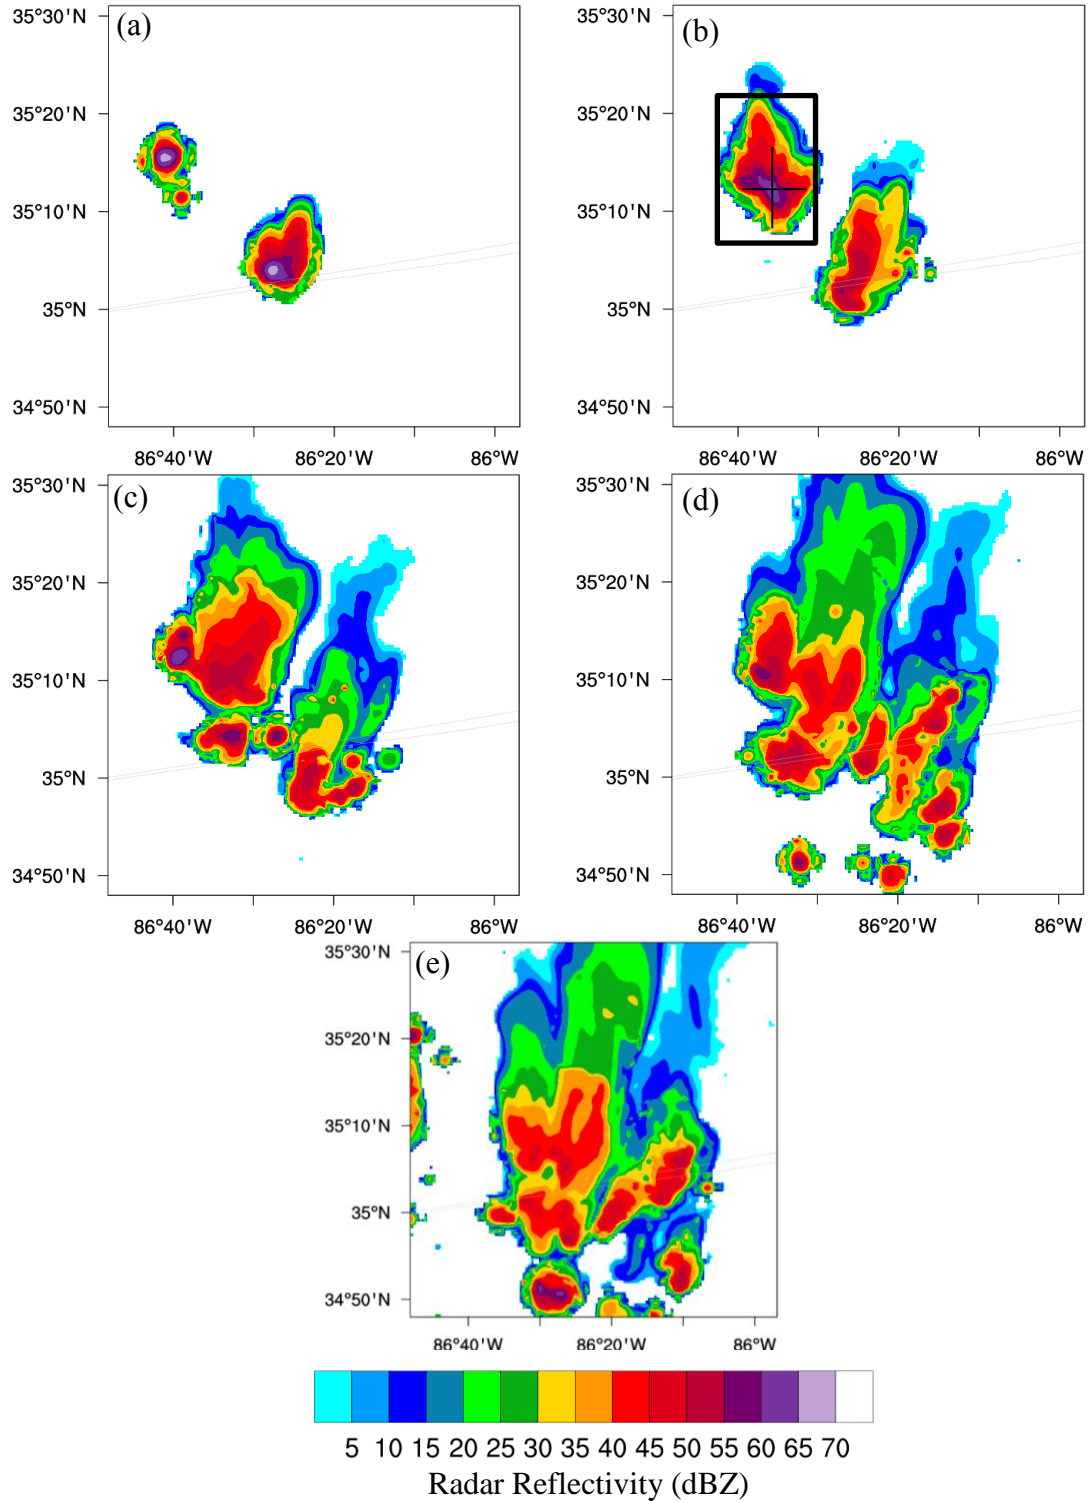 (a)
35°30'N
35°20'N
35°10'N
35°N
34°50'N
86°40'W 86°20'W 86°W
(b)
35°30'N
35°20'N
35°10'N
35°N
34°50'N
86°40'W 86°20'W 86°W
(c)
35°30'N
35°20'N
35°10'N
35°N
34°50'N
86°40'W 86°20'W 86°W
(d)
35°30'N
35°20'N
35°10'N
35°N
34°50'N
86°40'W 86°20'W 86°W
(e)
35°30'N
35°20'N
35°10'N
35°N
34°50'N
86°40'W 86°20'W 86°W
5 10 15 20 25 30 35 40 45 50 55 60 65 70
Radar Reflectivity (dBZ)